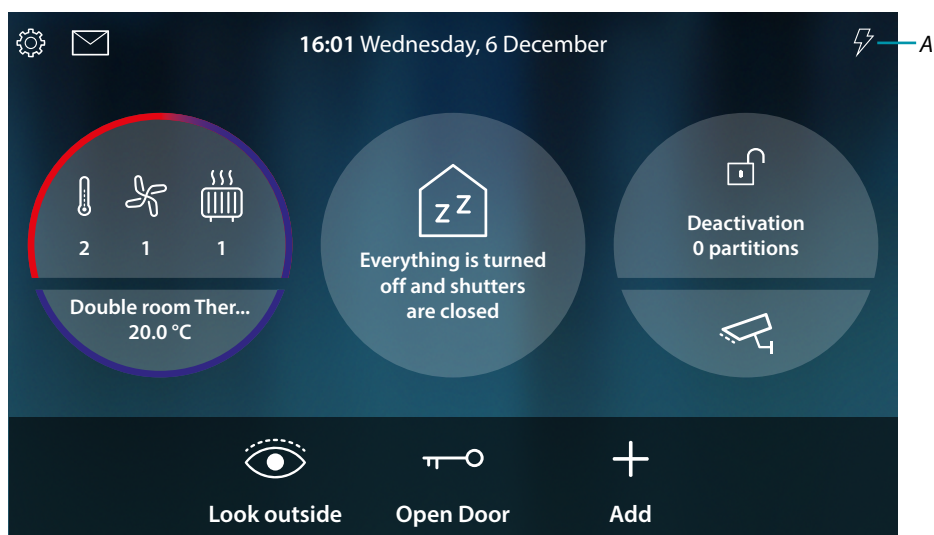 16:01 Wednesday, 6 December
A
2 1 1
Double room Ther...
20.0 °C
z Z
Everything is turned
off and shutters
are closed
Deactivation
0 partitions
Look outside Open Door Add